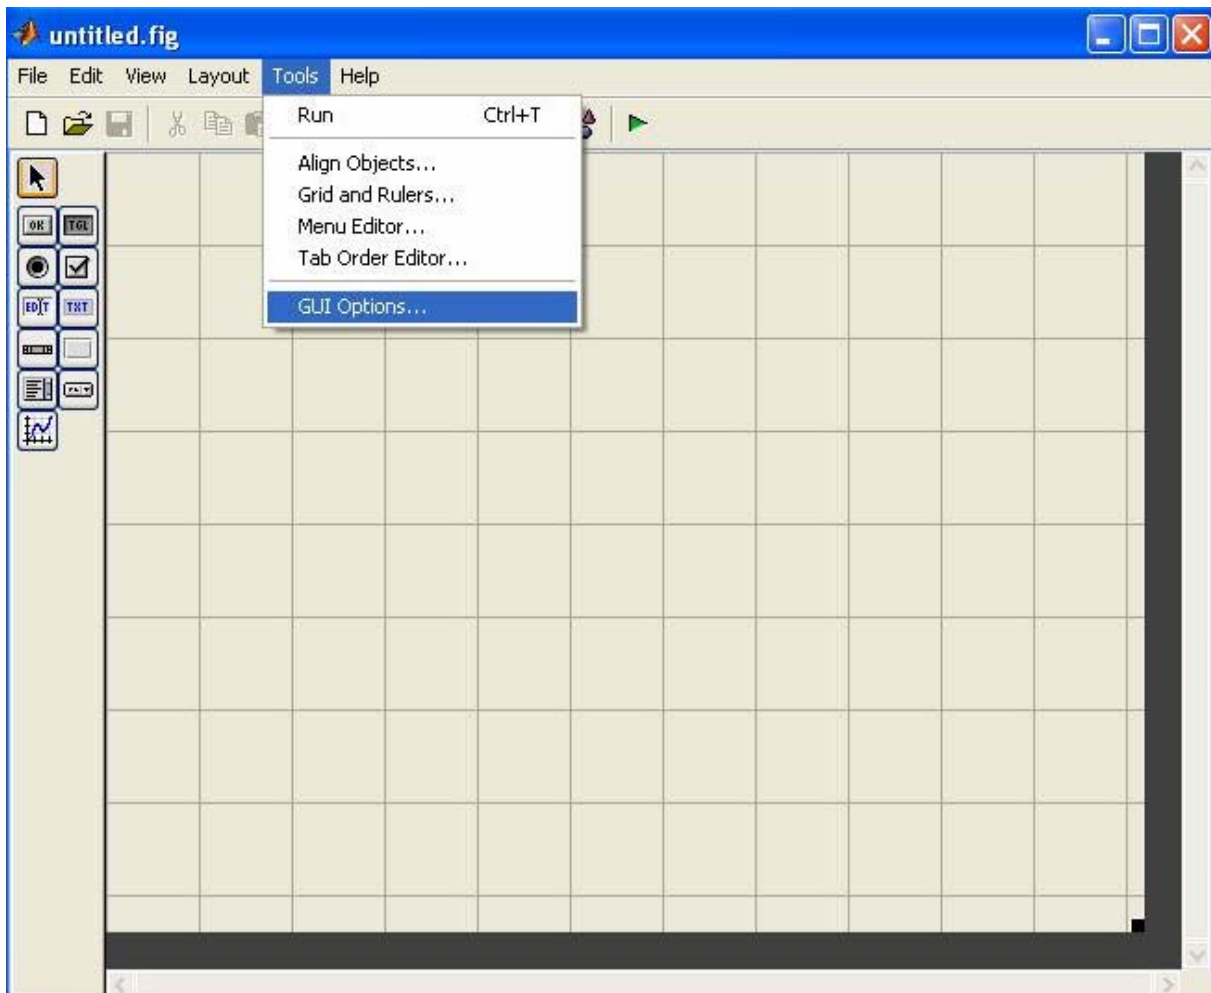 untitled.fig
File Edit View Layout Tools Help
Run Ctrl+T
Align Objects...
Grid and Rulers...
Menu Editor...
Tab Order Editor...
GUI Options...
OK TGL
EDIT TXT